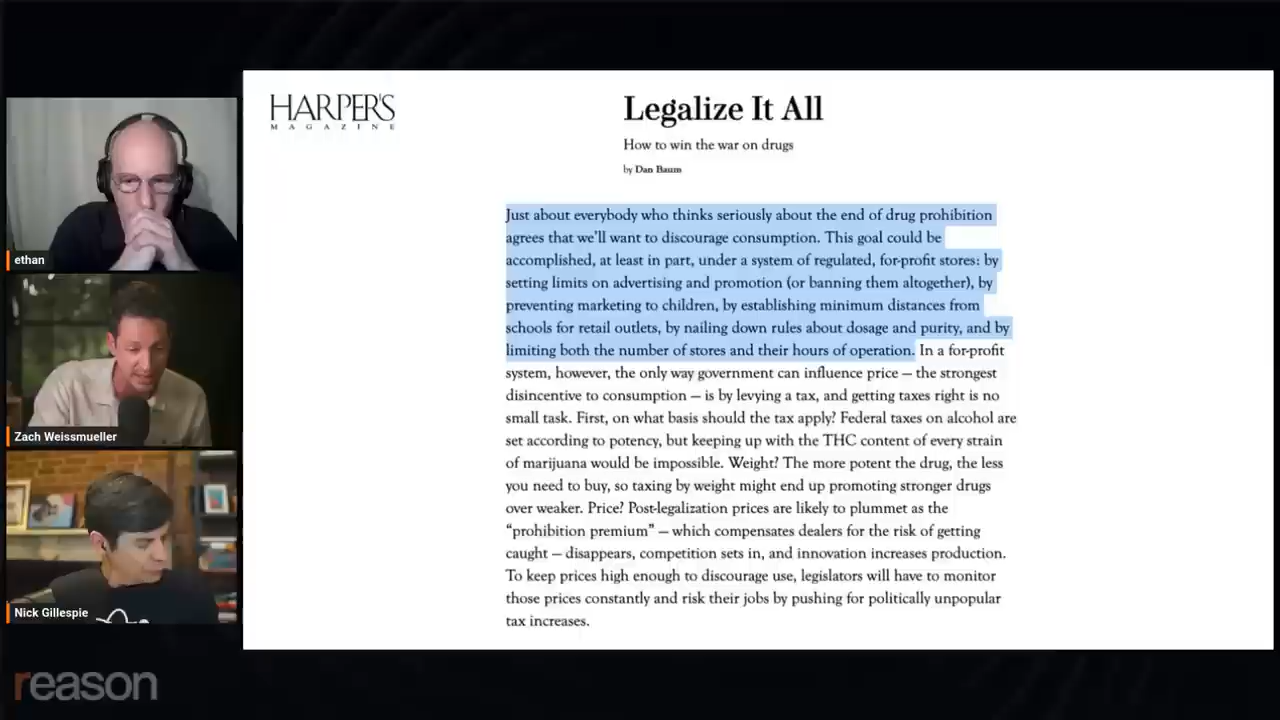 HARPER'S
MAGAZINE
Legalize It All
How to win the war on drugs
by Dan Baum
Just about everybody who thinks seriously about the end of drug prohibition
agrees that we'll want to discourage consumption. This goal could be
accomplished, at least in part, under a system of regulated, for-profit stores: by
setting limits on advertising and promotion (or banning them altogether), by
preventing marketing to children, by establishing minimum distances from
schools for retail outlets, by nailing down rules about dosage and purity, and by
limiting both the number of stores and their hours of operation. In a for-profit
system, however, the only way government can influence price — the strongest
disincentive to consumption — is by levying a tax, and getting taxes right is no
small task. First, on what basis should the tax apply? Federal taxes on alcohol are
set according to potency, but keeping up with the THC content of every strain
of marijuana would be impossible. Weight? The more potent the drug, the less
you need to buy, so taxing by weight might end up promoting stronger drugs
over weaker. Price? Post-legalization prices are likely to plummet as the
“prohibition premium” — which compensates dealers for the risk of getting
caught — disappears, competition sets in, and innovation increases production.
To keep prices high enough to discourage use, legislators will have to monitor
those prices constantly and risk their jobs by pushing for politically unpopular
tax increases.
ethan
Zach Weissmueller
Nick Gillespie
reason